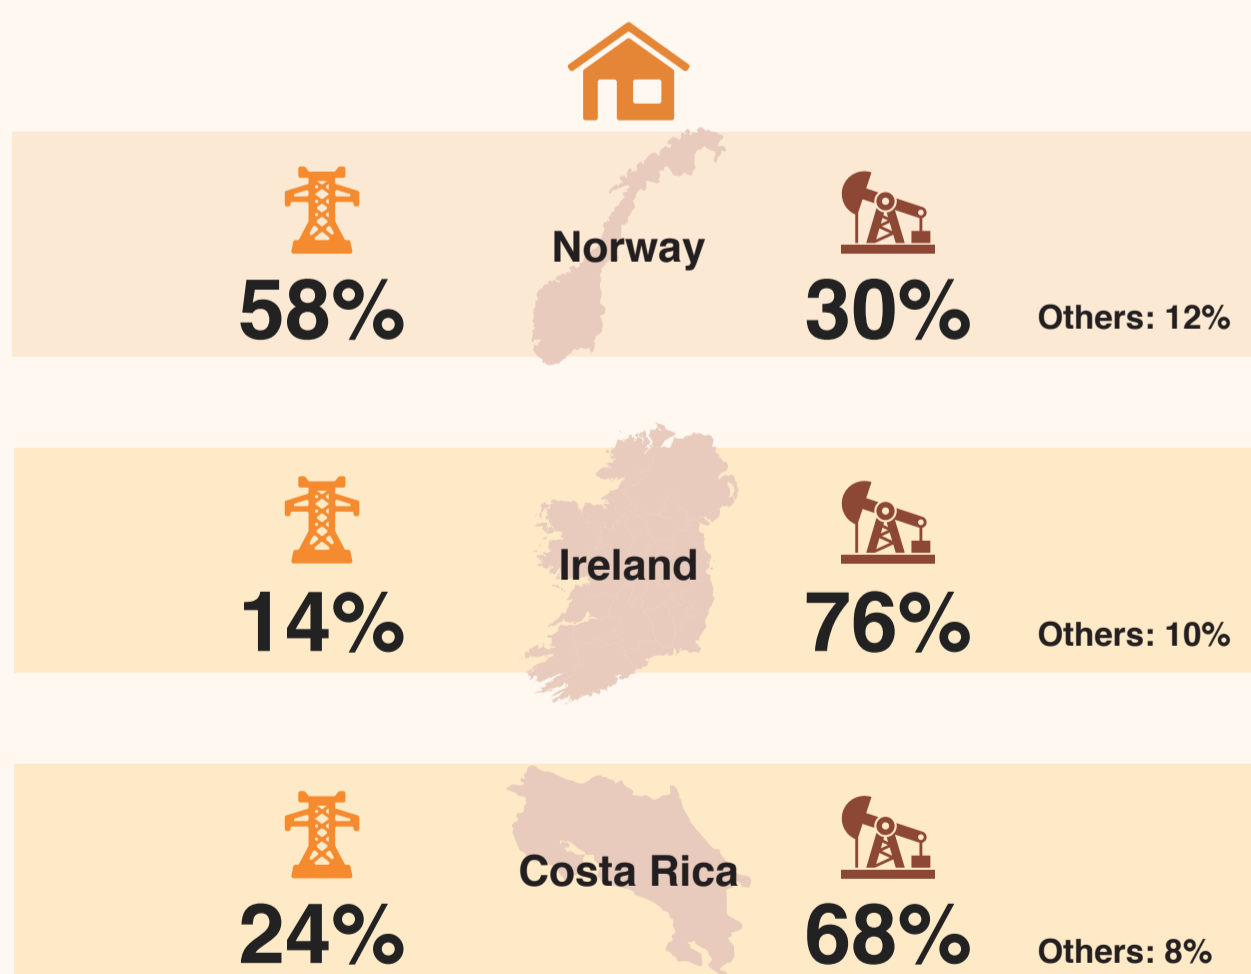 Norway
58%
30%
Others: 12%
Ireland
14%
76%
Others: 10%
Costa Rica
24%
68%
Others: 8%